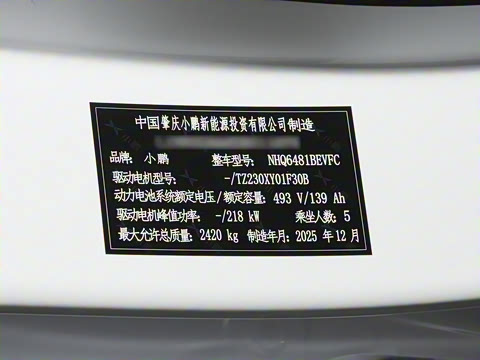 中国肇庆小鹏新能源投资有限公司制造
品牌： 小鹏 整车型号： NHQ6481BEVFC
驱动电机型号： -/TZ230XY01F30B
动力电池系统额定电压/额定容量：493 V/139 Ah
驱动电机峰值功率： -/218 kW 乘坐人数：5
最大允许总质量：2420 kg 制造年月：2025 年 12 月